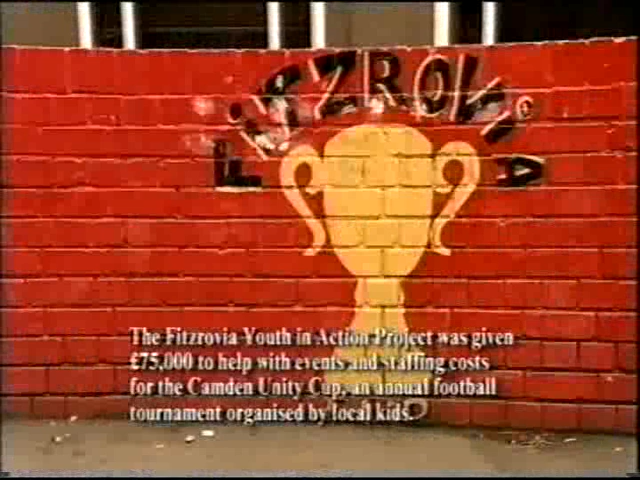 FITZROVIA
The Fitzrovia Youth in Action Project was given
£75,000 to help with events and staffing costs
for the Camden Unity Cup, an annual football
tournament organised by local kids.